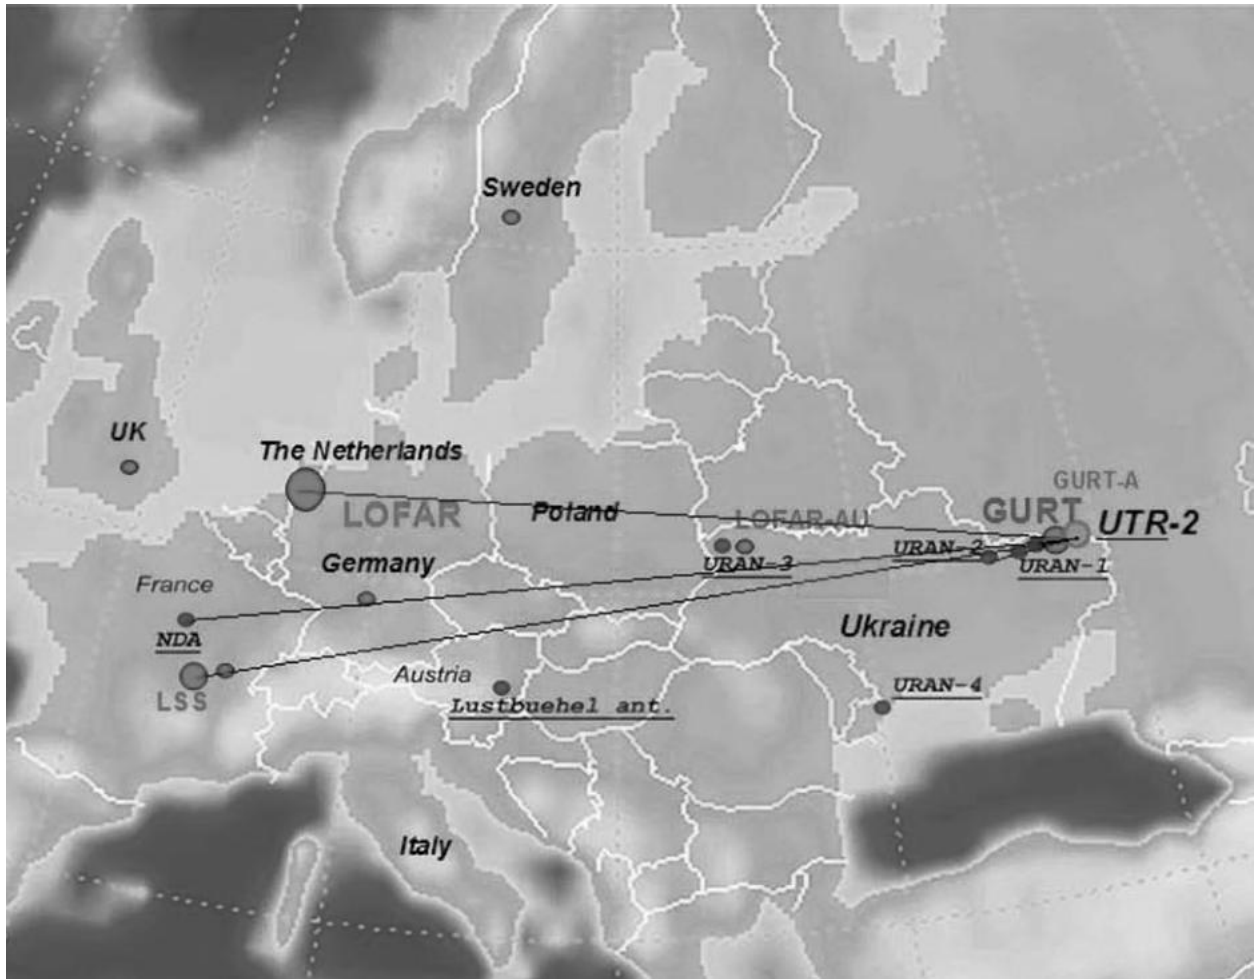 Sweden
UK
The Netherlands
GURT-A
LOFAR
Poland
LOFAR-AU
GURT
UTR-2
URAN-3
URAN-2
URAN-1
Germany
France
NDA
Ukraine
Austria
URAN-4
LSS
Lustbuehel ant.
Italy